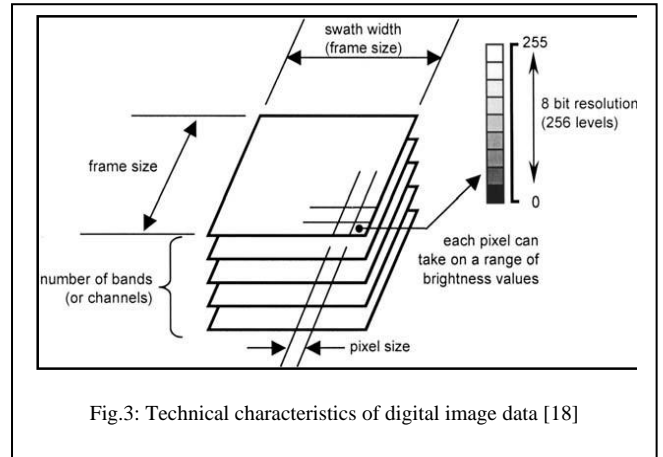 swath width
(frame size)
255
8 bit resolution
(256 levels)
frame size
0
each pixel can
take on a range of
brightness values
number of bands
(or channels)
pixel size
Fig.3: Technical characteristics of digital image data [18]